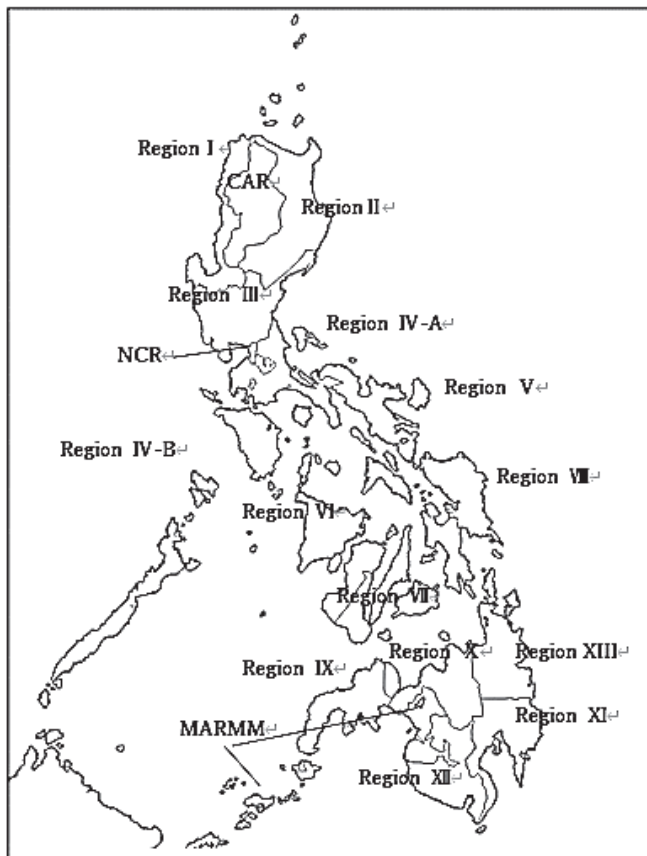 Region I↵
CAR↵
Region II↵
Region III↵
Region IV-A↵
NCR↵
Region V↵
Region IV-B↵
Region VIII↵
Region VI↵
Region VII↵
Region X↵
Region XIII↵
Region IX↵
Region XI↵
MARMM↵
Region XII↵